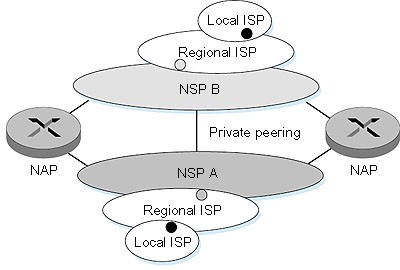 Local ISP
Regional ISP
NSP B
Private peering
NAP
NAP
NSP A
Regional ISP
Local ISP